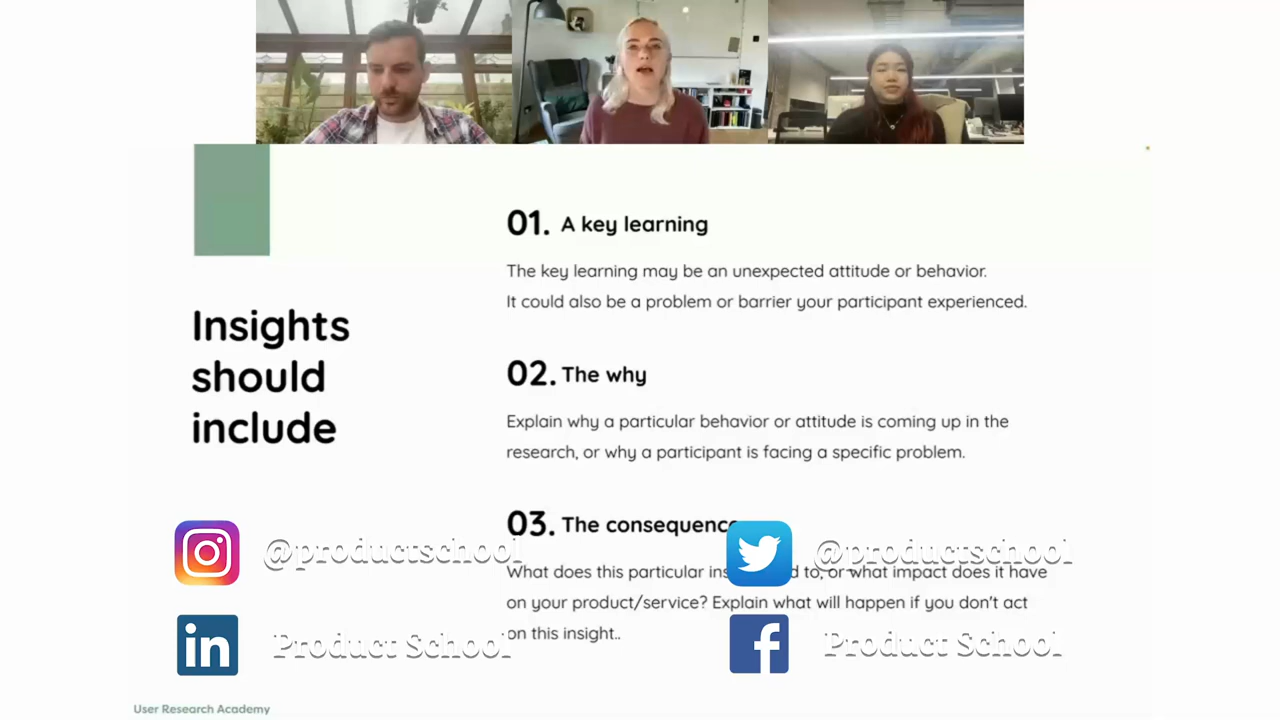 01. A key learning
The key learning may be an unexpected attitude or behavior.
It could also be a problem or barrier your participant experienced.
Insights
should
include
02. The why
Explain why a particular behavior or attitude is coming up in the
research, or why a participant is facing a specific problem.
03. The consequenc
@productschool
@productschool
What does this particular ins d to, or what impact does it have
on your product/service? Explain what will happen if you don't act
on this insight..
in Product School
f Product School
User Research Academy